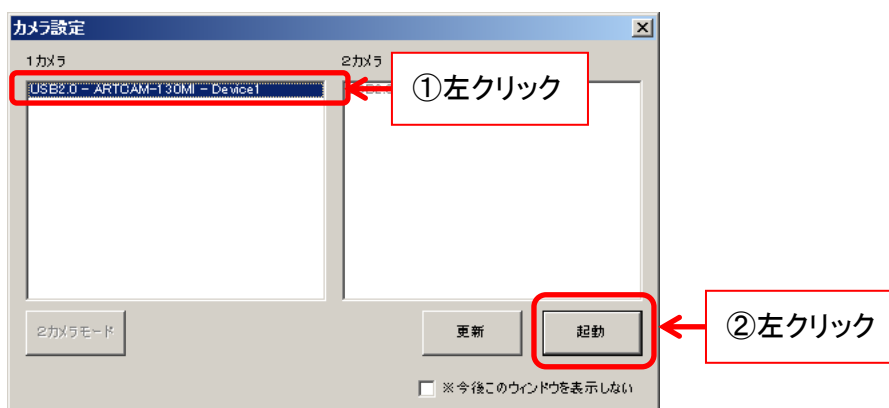 カメラ設定
1カメラ
2カメラ
USB2.0 - ARTCAM-130MI - Device1
①左クリック
2カメラモード
更新
起動
②左クリック
※今後このウィンドウを表示しない